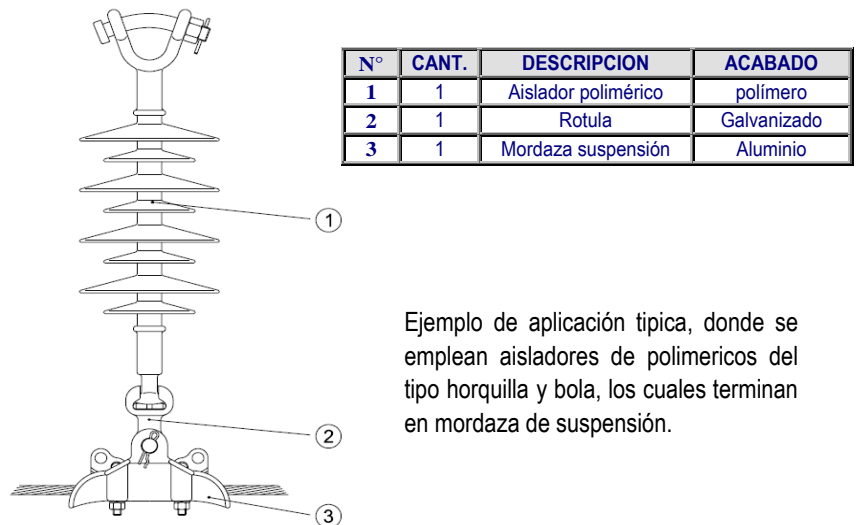 N° CANT. DESCRIPCION ACABADO
1 1 Aislador polimérico polímero
2 1 Rotula Galvanizado
3 1 Mordaza suspensión Aluminio
1
Ejemplo de aplicación tipica, donde se
emplean aisladores de polimericos del
tipo horquilla y bola, los cuales terminan
en mordaza de suspensión.
2
3